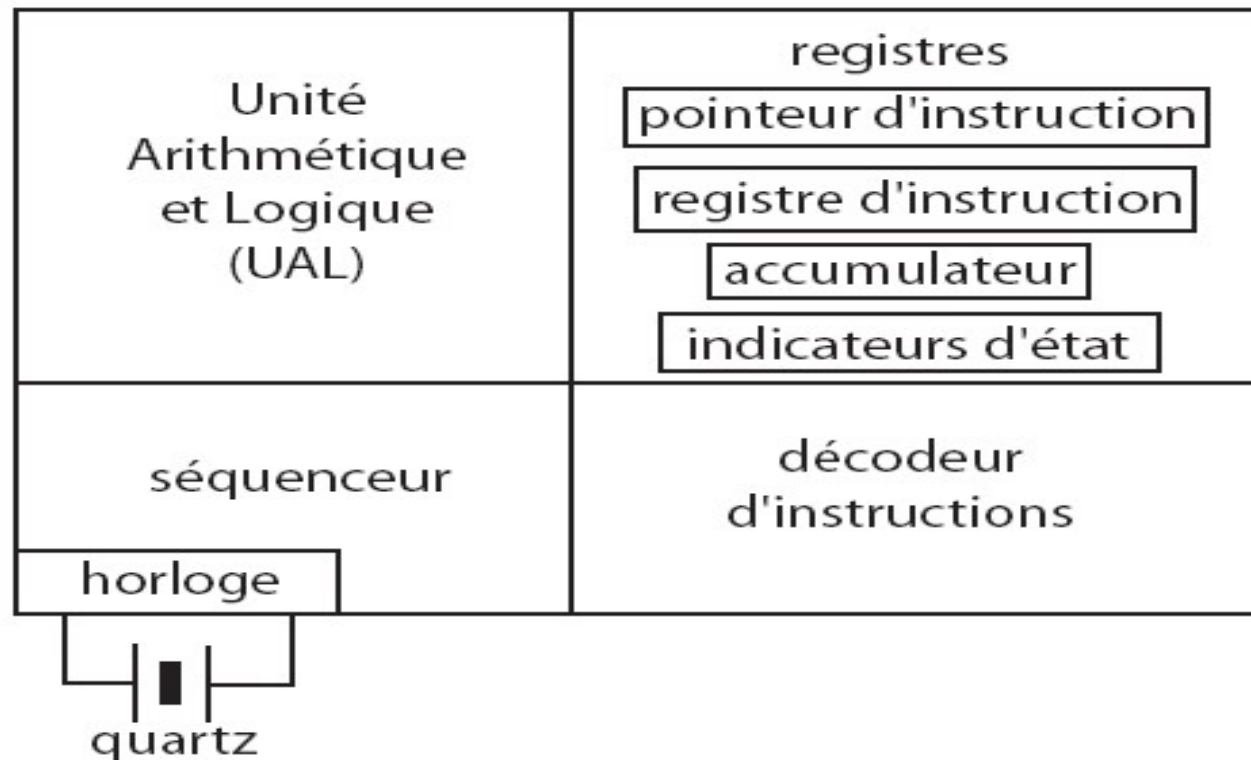 Unité
Arithmétique
et Logique
(UAL)
registres
pointeur d'instruction
registre d'instruction
accumulateur
indicateurs d'état
séquenceur
horloge
quartz
décodeur
d'instructions